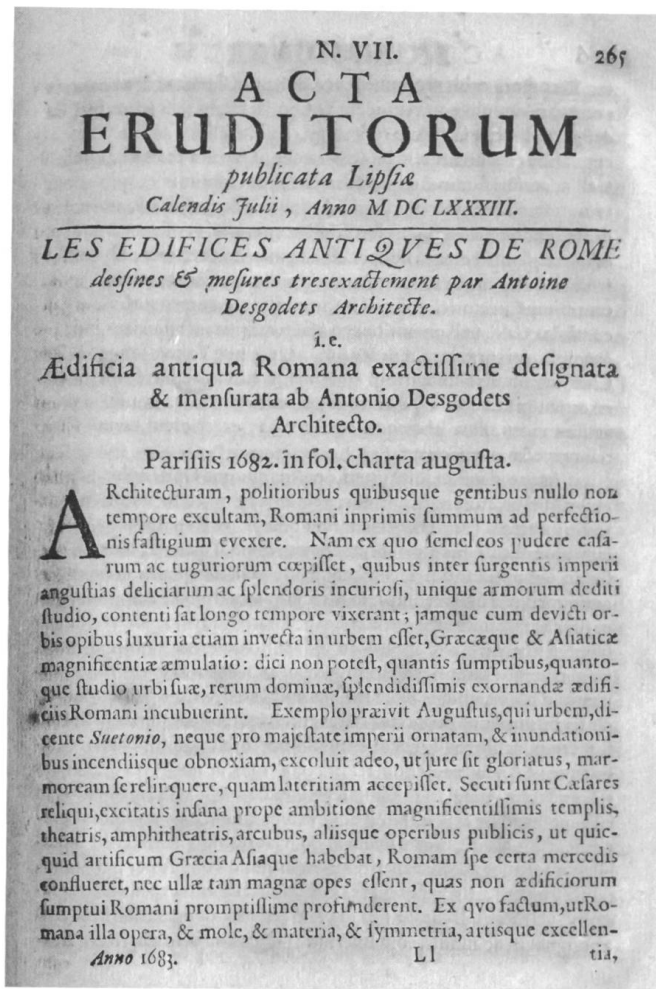 N. VII. 265
ACTA
ERUDITORUM
publicata Lipſiæ
Calendis Julii, Anno M DC LXXXIII.
LES EDIFICES ANTIQVES DE ROME
deſſines & meſures tresexactement par Antoine
Desgodets Architecte.
i.e.
Ædificia antiqua Romana exactiſſime deſignata
& menſurata ab Antonio Desgodets
Architecto.
Pariſiis 1682. in fol. charta auguſta.
ARchitecturam, politioribus quibusque gentibus nullo non
tempore excultam, Romani inprimis ſummum ad perfectio-
nis faſtigium evexere. Nam ex quo ſemel eos pudere caſa-
rum ac tuguriorum cœpiſſet, quibus inter ſurgentis imperii
anguſtias deliciarum ac ſplendoris incurioſi, unique armorum dediti
ſtudio, contenti ſat longo tempore vixerant; jamque cum devicti or-
bis opibus luxuria etiam invecta in urbem eſſet, Græcæque & Aſiaticæ
magnificentiæ æmulatio: dici non poteſt, quantis ſumptibus, quanto-
que ſtudio urbi ſuæ, rerum dominæ, ſplendidiſſimis exornandæ ædifi-
ciis Romani incubuerint. Exemplo præivit Auguſtus, qui urbem, di-
cente Suetonio, neque pro majeſtate imperii ornatam, & inundationi-
bus incendiisque obnoxiam, excoluit adeo, ut jure ſit gloriatus, mar-
moream ſe relinquere, quam lateritiam accepiſſet. Secuti ſunt Cæſares
reliqui, excitatis inſana prope ambitione magnificentiſſimis templis,
theatris, amphitheatris, arcubus, aliisque operibus publicis, ut quic-
quid artificum Græcia Aſiaque habebat, Romam ſpe certa mercedis
conflueret, nec ullæ tam magnæ opes eſſent, quas non ædificiorum
ſumptui Romani promptiſſime profunderent. Ex qvo factum, ut Ro-
mana illa opera, & mole, & materia, & ſymmetria, artisque excellen-
Anno 1683. Ll tia,